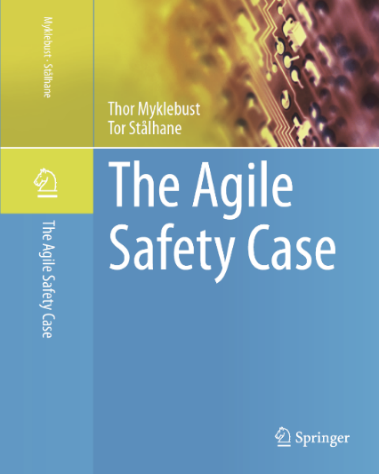 Myklebust · Stålhane
The Agile Safety Case
Thor Myklebust
Tor Stålhane
The Agile
Safety Case
Springer